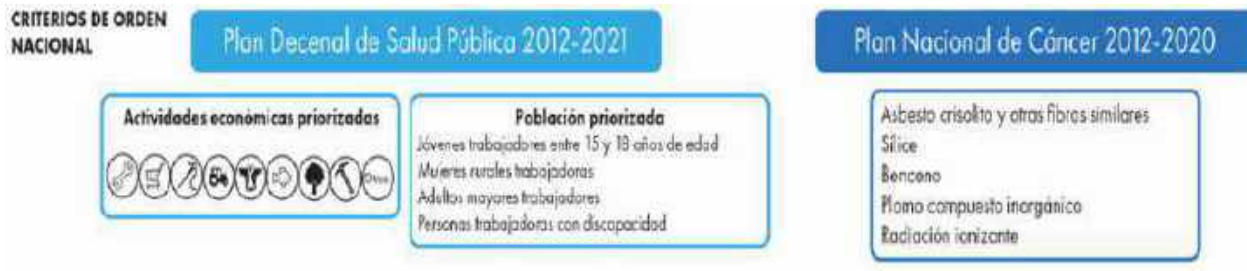 CRITERIOS DE ORDEN
NACIONAL
Plan Decenal de Salud Pública 2012-2021
Plan Nacional de Cáncer 2012-2020
Actividades económicas priorizadas
Población priorizada
Jóvenes trabajadores entre 15 y 18 años de edad
Mujeres rurales trabajadoras
Adultos mayores trabajadores
Personas trabajadoras con discapacidad
Asbesto crisolito y otras fibras similares
Sílice
Benceno
Plomo compuesto inorgánico
Radiación ionizante